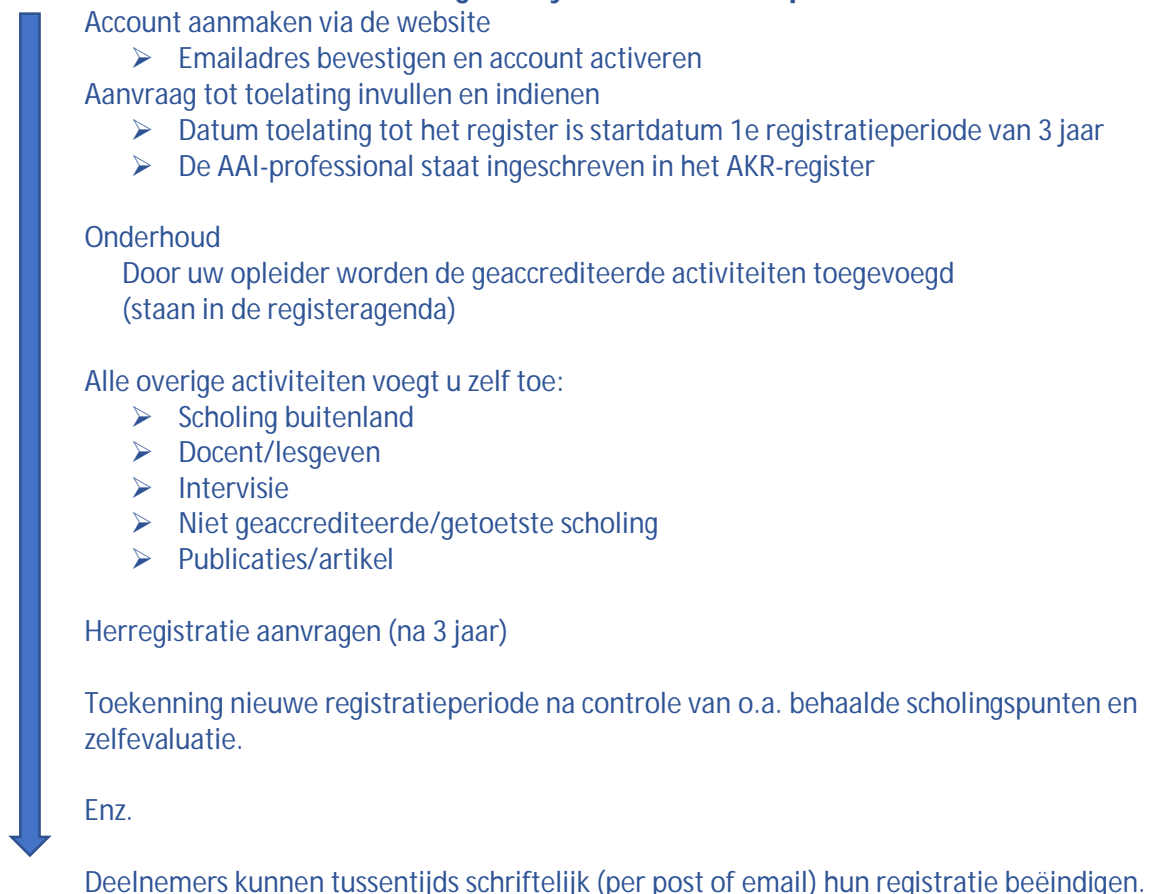 Account aanmaken via de website
➢ Emailadres bevestigen en account activeren
Aanvraag tot toelating invullen en indienen
➢ Datum toelating tot het register is startdatum 1e registratieperiode van 3 jaar
➢ De AAI-professional staat ingeschreven in het AKR-register
Onderhoud
Door uw opleider worden de geaccrediteerde activiteiten toegevoegd
(staan in de registeragenda)
Alle overige activiteiten voegt u zelf toe:
➢ Scholing buitenland
➢ Docent/lesgeven
➢ Intervisie
➢ Niet geaccrediteerde/getoetste scholing
➢ Publicaties/artikel
Herregistratie aanvragen (na 3 jaar)
Toekenning nieuwe registratieperiode na controle van o.a. behaalde scholingspunten en
zelfevaluatie.
Enz.
Deelnemers kunnen tussentijds schriftelijk (per post of email) hun registratie beëindigen.